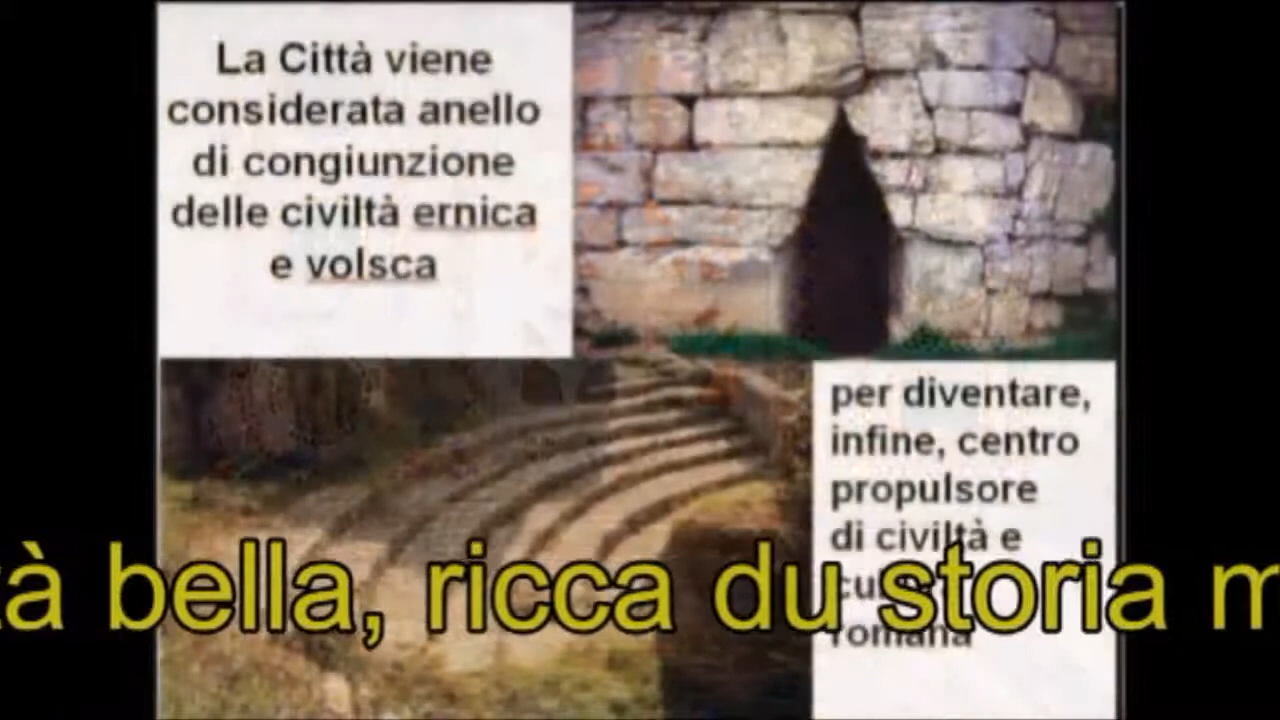 La Città viene
considerata anello
di congiunzione
delle civiltà ernica
e volsca
per diventare,
infine, centro
propulsore
di civiltà e
romana
bella, ricca du storia